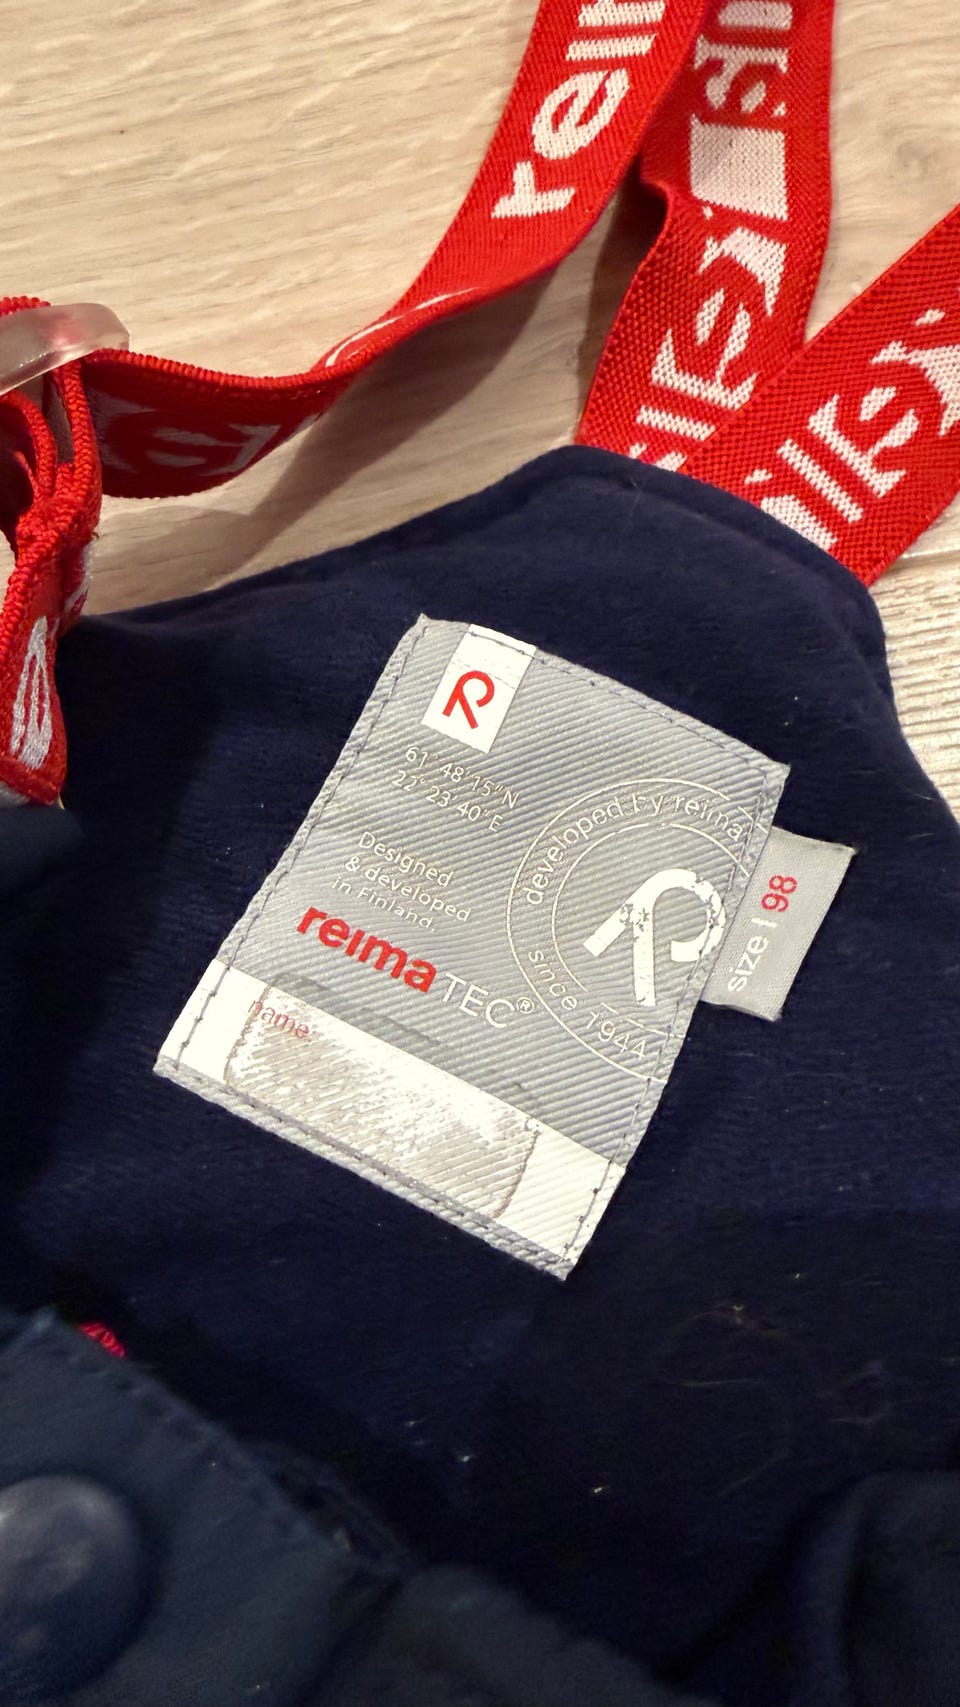 reim
R
61° 48' 15" N
22° 23' 40" E
Designed
& developed
in Finland.
reimaTEC®
developed by reima
R
since 1944
size | 98
name: